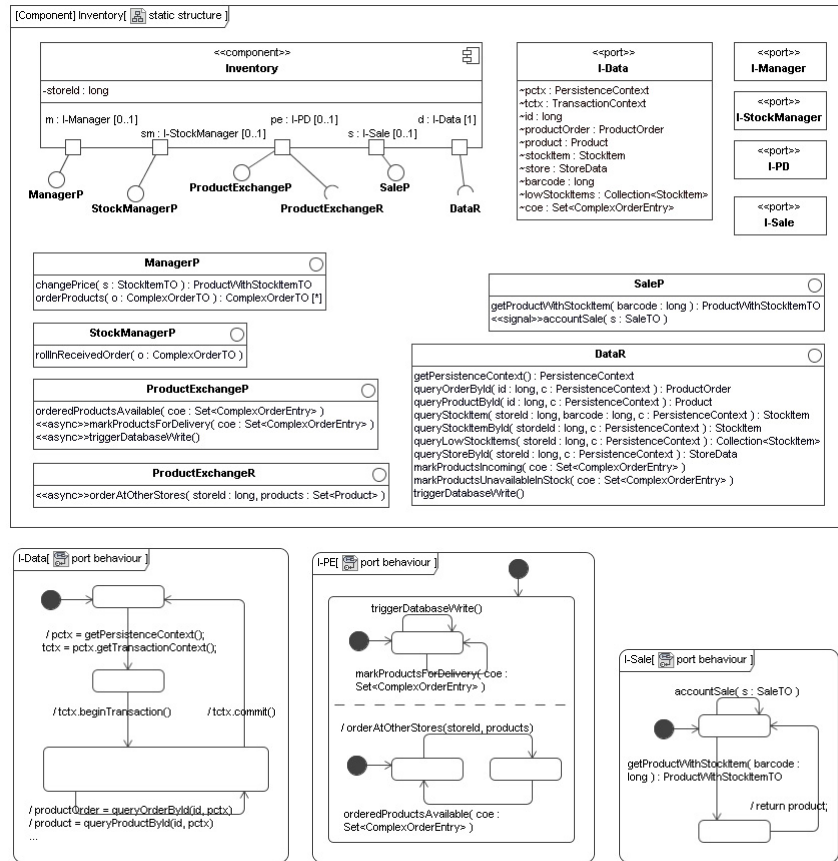 [Component] Inventory[ static structure ]
<<component>>
Inventory
-storeId : long
m : I-Manager [0..1]
pe : I-PD [0..1]
d : I-Data [1]
sm : I-StockManager [0..1]
s : I-Sale [0..1]
ManagerP
StockManagerP
ProductExchangeP
ProductExchangeR
SaleP
DataR
<<port>>
I-Data
~pctx : PersistenceContext
~tctx : TransactionContext
~id : long
~productOrder : ProductOrder
~product : Product
~stockItem : StockItem
~store : StoreData
~barcode : long
~lowStockItems : Collection<StockItem>
~coe : Set<ComplexOrderEntry>
<<port>>
I-Manager
<<port>>
I-StockManager
<<port>>
I-PD
<<port>>
I-Sale
ManagerP
changePrice( s : StockItemTO ) : ProductWithStockItemTO
orderProducts( o : ComplexOrderTO ) : ComplexOrderTO [*]
StockManagerP
rollInReceivedOrder( o : ComplexOrderTO )
ProductExchangeP
orderedProductsAvailable( coe : Set<ComplexOrderEntry> )
<<async>>markProductsForDelivery( coe : Set<ComplexOrderEntry> )
<<async>>triggerDatabaseWrite()
ProductExchangeR
<<async>>orderAtOtherStores( storeId : long, products : Set<Product> )
SaleP
getProductWithStockItem( barcode : long ) : ProductWithStockItemTO
<<signal>>accountSale( s : SaleTO )
DataR
getPersistenceContext() : PersistenceContext
queryOrderById( id : long, c : PersistenceContext ) : ProductOrder
queryProductById( id : long, c : PersistenceContext ) : Product
queryStockItem( storeId : long, barcode : long, c : PersistenceContext ) : StockItem
queryStockItemById( stordeId : long, c : PersistenceContext ) : StockItem
queryLowStockItems( storeId : long, c : PersistenceContext ) : Collection<StockItem>
queryStoreById( storeId : long, c : PersistenceContext ) : StoreData
markProductsIncoming( coe : Set<ComplexOrderEntry> )
markProductsUnavailableInStock( coe : Set<ComplexOrderEntry> )
triggerDatabaseWrite()
I-Data[ port behaviour ]
/ pctx = getPersistenceContext();
tctx = pctx.getTransactionContext();
/tctx.beginTransaction()
/tctx.commit()
/ productOrder = queryOrderById(id, pctx)
/ product = queryProductById(id, pctx)
...
I-PE[ port behaviour ]
triggerDatabaseWrite()
markProductsForDelivery( coe :
Set<ComplexOrderEntry> )
/ orderAtOtherStores(storeId, products)
orderedProductsAvailable( coe :
Set<ComplexOrderEntry> )
I-Sale[ port behaviour ]
accountSale( s : SaleTO )
getProductWithStockItem( barcode :
long ) : ProductWithStockItemTO
/ return product;